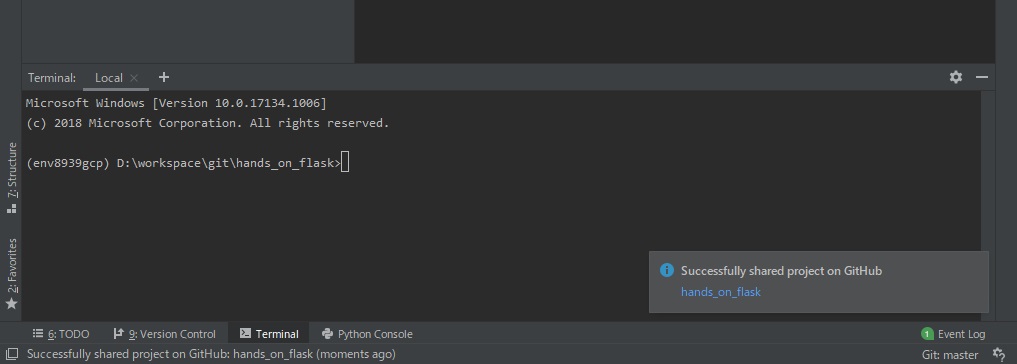 Terminal: Local × +
Microsoft Windows [Version 10.0.17134.1006]
(c) 2018 Microsoft Corporation. All rights reserved.
(env8939gcp) D:\workspace\git\hands_on_flask>
7: Structure
2: Favorites
Successfully shared project on GitHub
hands_on_flask
6: TODO 9: Version Control Terminal Python Console 1 Event Log
Successfully shared project on GitHub: hands_on_flask (moments ago) Git: master